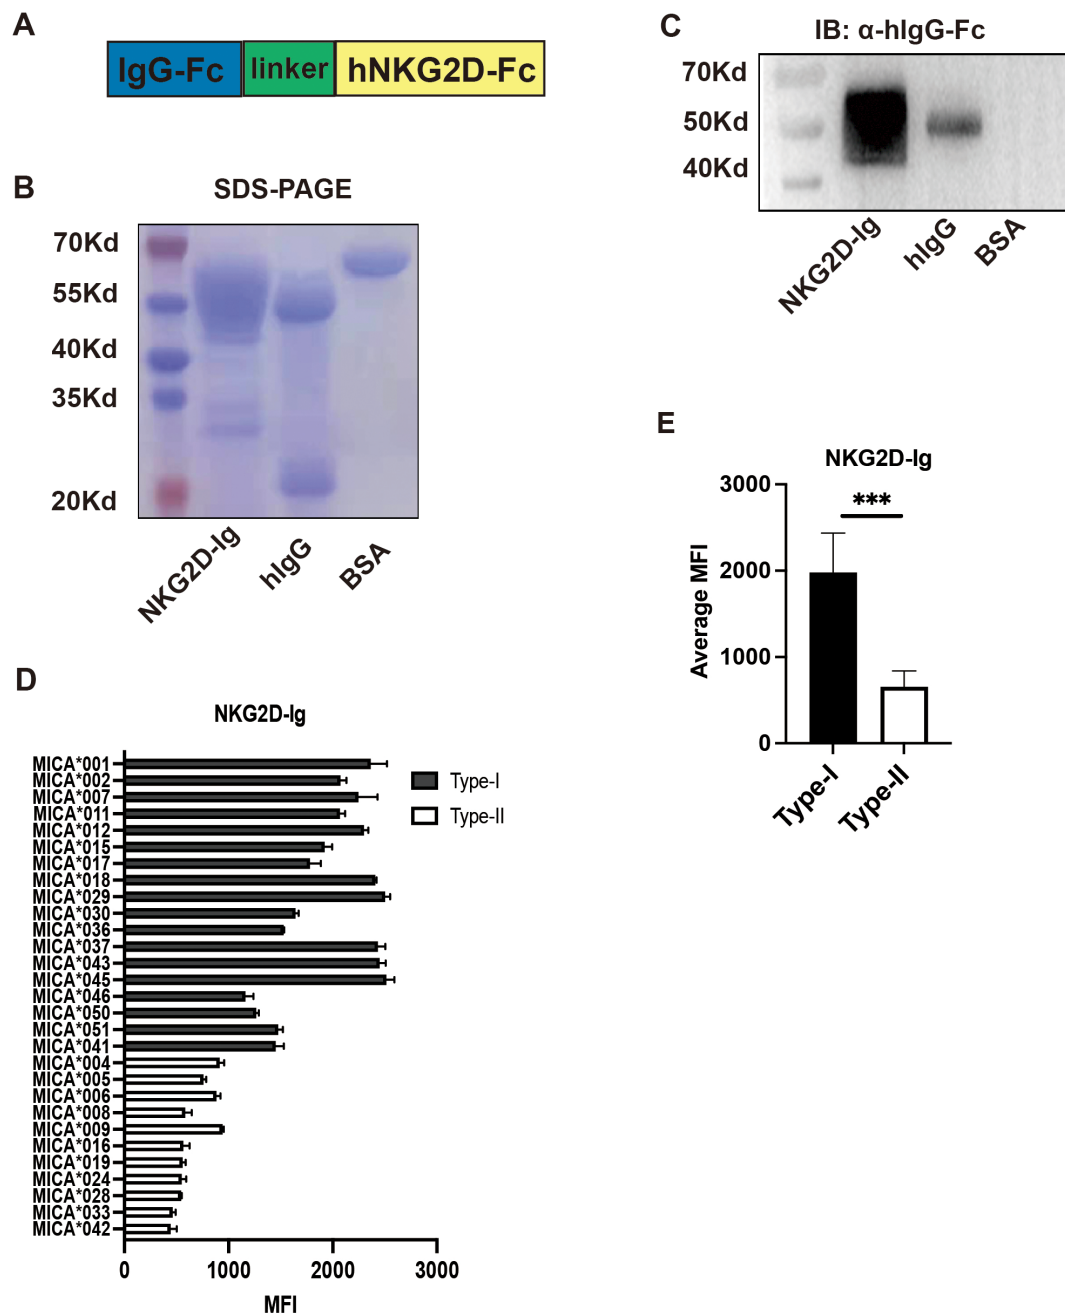 A
IgG-Fc linker hNKG2D-Fc
B
SDS-PAGE
70Kd
55Kd
40Kd
35Kd
20Kd
NKG2D-Ig hIgG BSA
C
IB: α-hIgG-Fc
70Kd
50Kd
40Kd
NKG2D-Ig hIgG BSA
D
NKG2D-Ig
MICA*001
MICA*002
MICA*007
MICA*011
MICA*012
MICA*015
MICA*017
MICA*018
MICA*029
MICA*030
MICA*036
MICA*037
MICA*043
MICA*045
MICA*046
MICA*050
MICA*051
MICA*041
MICA*004
MICA*005
MICA*006
MICA*008
MICA*009
MICA*016
MICA*019
MICA*024
MICA*028
MICA*033
MICA*042
Type-I
Type-II
0 1000 2000 3000
MFI
E
NKG2D-Ig
***
Average MFI
3000
2000
1000
0
Type-I Type-II